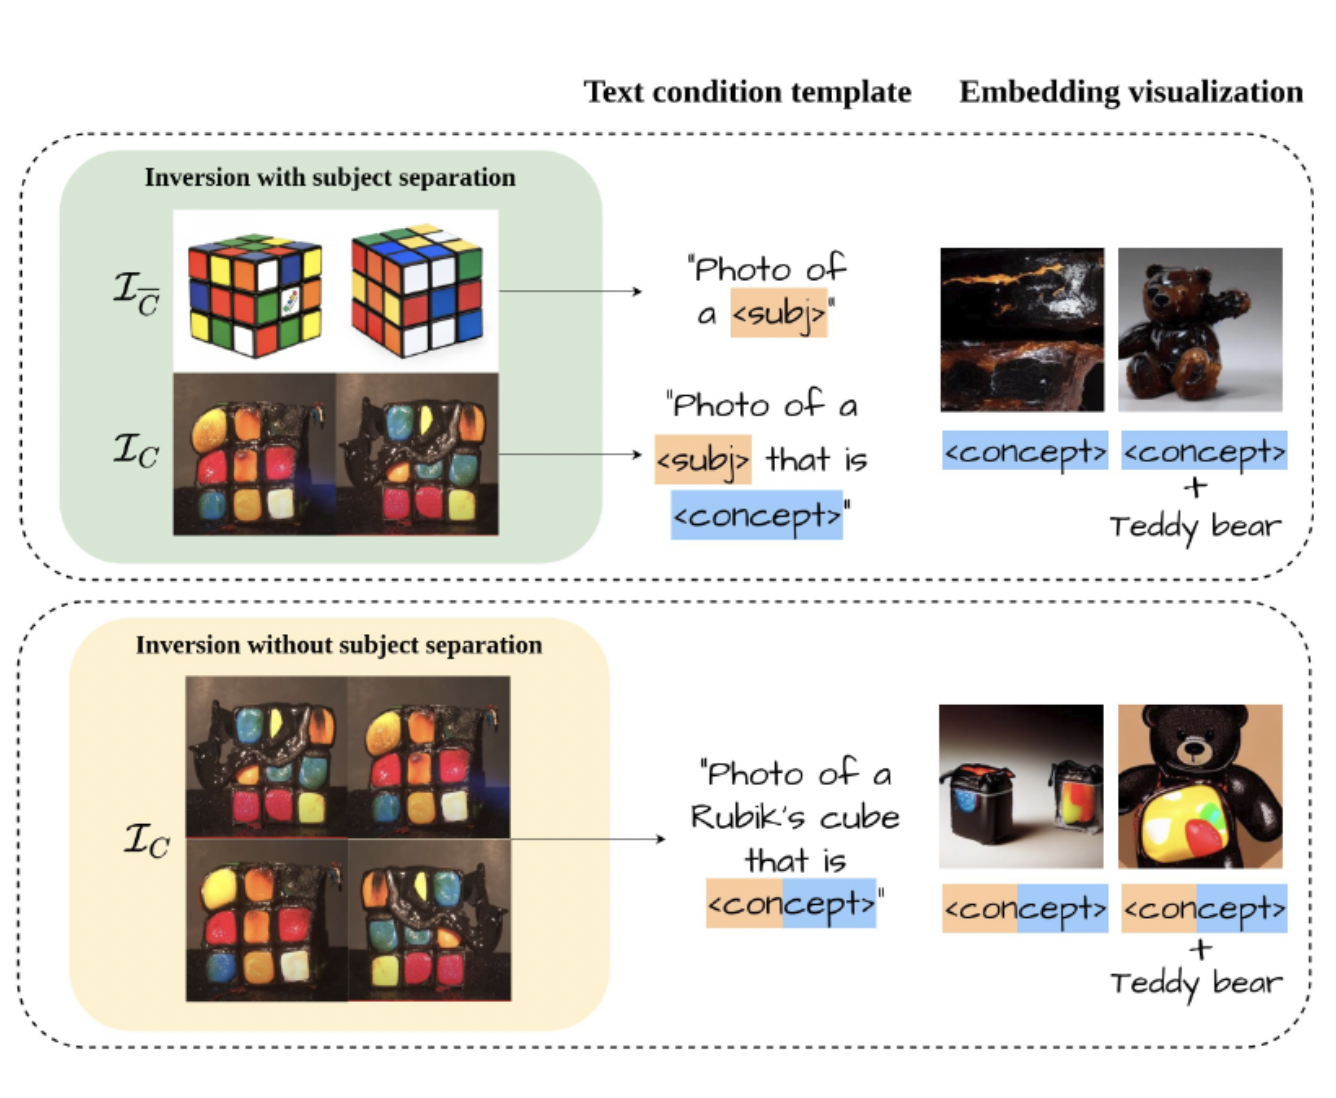 Text condition template
Embedding visualization
Inversion with subject separation
$\mathcal{I}_{\overline{C}}$
"Photo of
a <subj>"
$\mathcal{I}_C$
"Photo of a
<subj> that is
<concept>"
<concept>
<concept>
+
Teddy bear
Inversion without subject separation
$\mathcal{I}_C$
"Photo of a
Rubik's cube
that is
<concept>"
<concept>
<concept>
+
Teddy bear